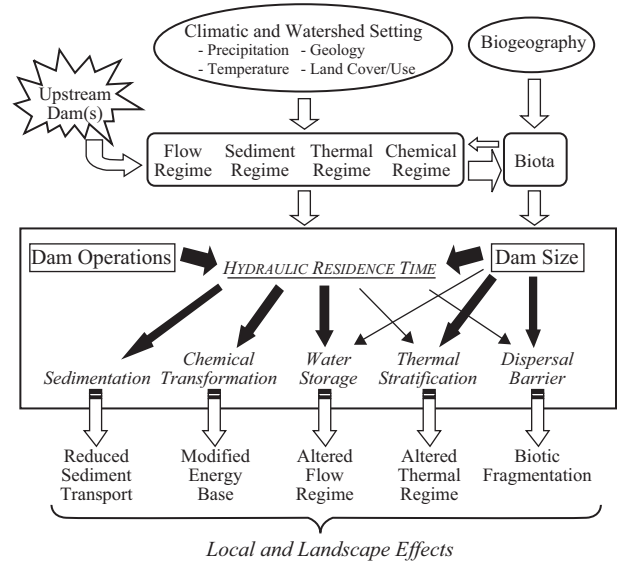 Climatic and Watershed Setting
- Precipitation - Geology
- Temperature - Land Cover/Use
Biogeography
Upstream
Dam(s)
Flow
Regime
Sediment
Regime
Thermal
Regime
Chemical
Regime
Biota
Dam Operations
HYDRAULIC RESIDENCE TIME
Dam Size
Sedimentation
Chemical
Transformation
Water
Storage
Thermal
Stratification
Dispersal
Barrier
Reduced
Sediment
Transport
Modified
Energy
Base
Altered
Flow
Regime
Altered
Thermal
Regime
Biotic
Fragmentation
Local and Landscape Effects